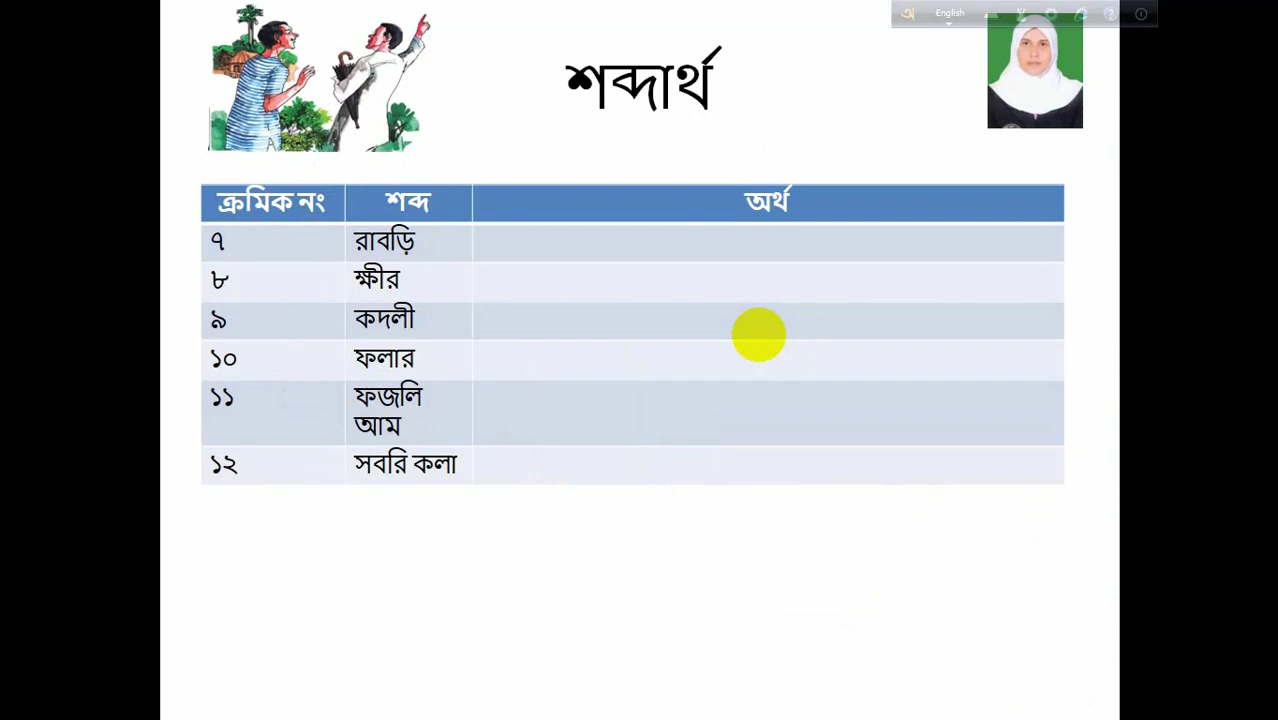 English
শব্দার্থ
ক্রমিক নং শব্দ অর্থ
৭ রাবড়ি
৮ ক্ষীর
৯ কদলী
১০ ফলার
১১ ফজলি
আম
১২ সবরি কলা